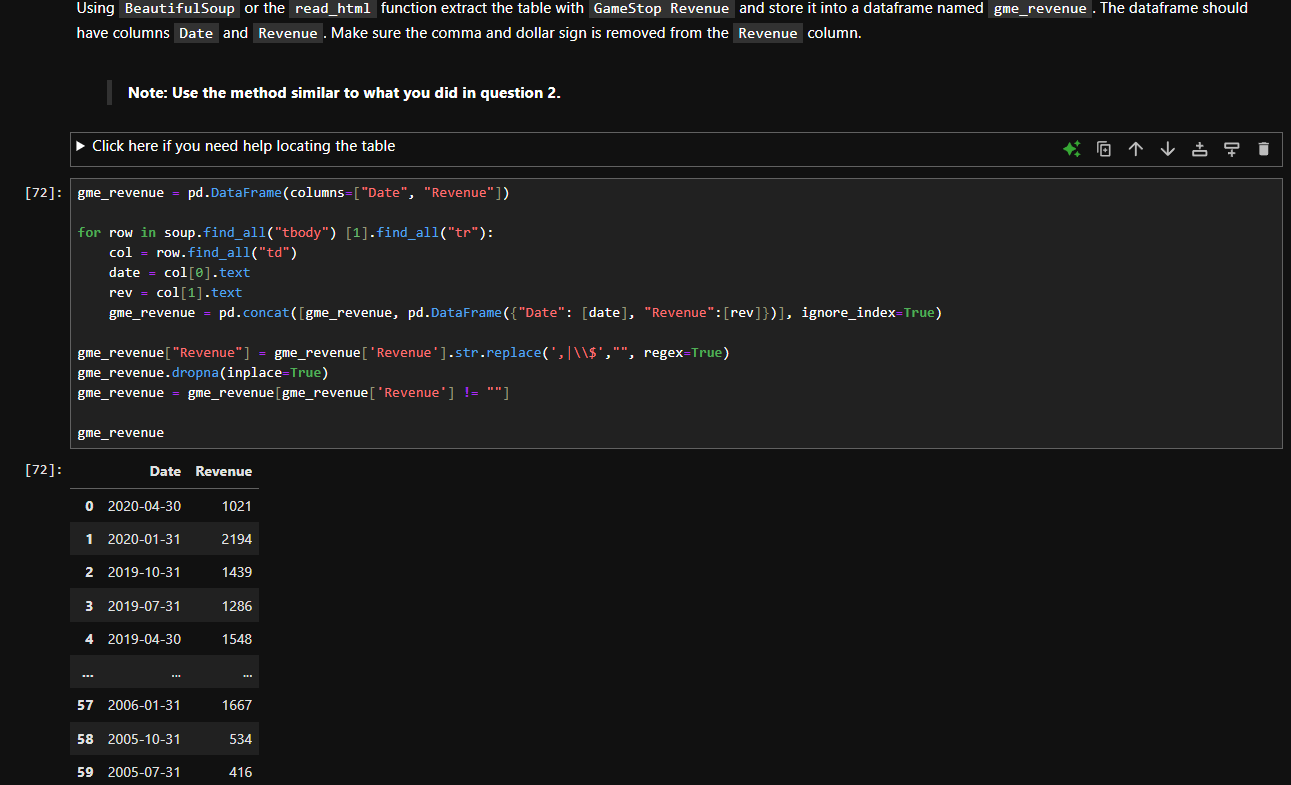 Using BeautifulSoup or the read_html function extract the table with GameStop Revenue and store it into a dataframe named gme_revenue. The dataframe should
have columns Date and Revenue. Make sure the comma and dollar sign is removed from the Revenue column.
Note: Use the method similar to what you did in question 2.
Click here if you need help locating the table
[72]: gme_revenue = pd.DataFrame(columns=["Date", "Revenue"])
for row in soup.find_all("tbody") [1].find_all("tr"):
    col = row.find_all("td")
    date = col[0].text
    rev = col[1].text
    gme_revenue = pd.concat([gme_revenue, pd.DataFrame({"Date": [date], "Revenue":[rev]})], ignore_index=True)
gme_revenue["Revenue"] = gme_revenue['Revenue'].str.replace(',|\\$',"", regex=True)
gme_revenue.dropna(inplace=True)
gme_revenue = gme_revenue[gme_revenue['Revenue'] != ""]
gme_revenue
[72]: Date Revenue
0 2020-04-30 1021
1 2020-01-31 2194
2 2019-10-31 1439
3 2019-07-31 1286
4 2019-04-30 1548
... ... ...
57 2006-01-31 1667
58 2005-10-31 534
59 2005-07-31 416